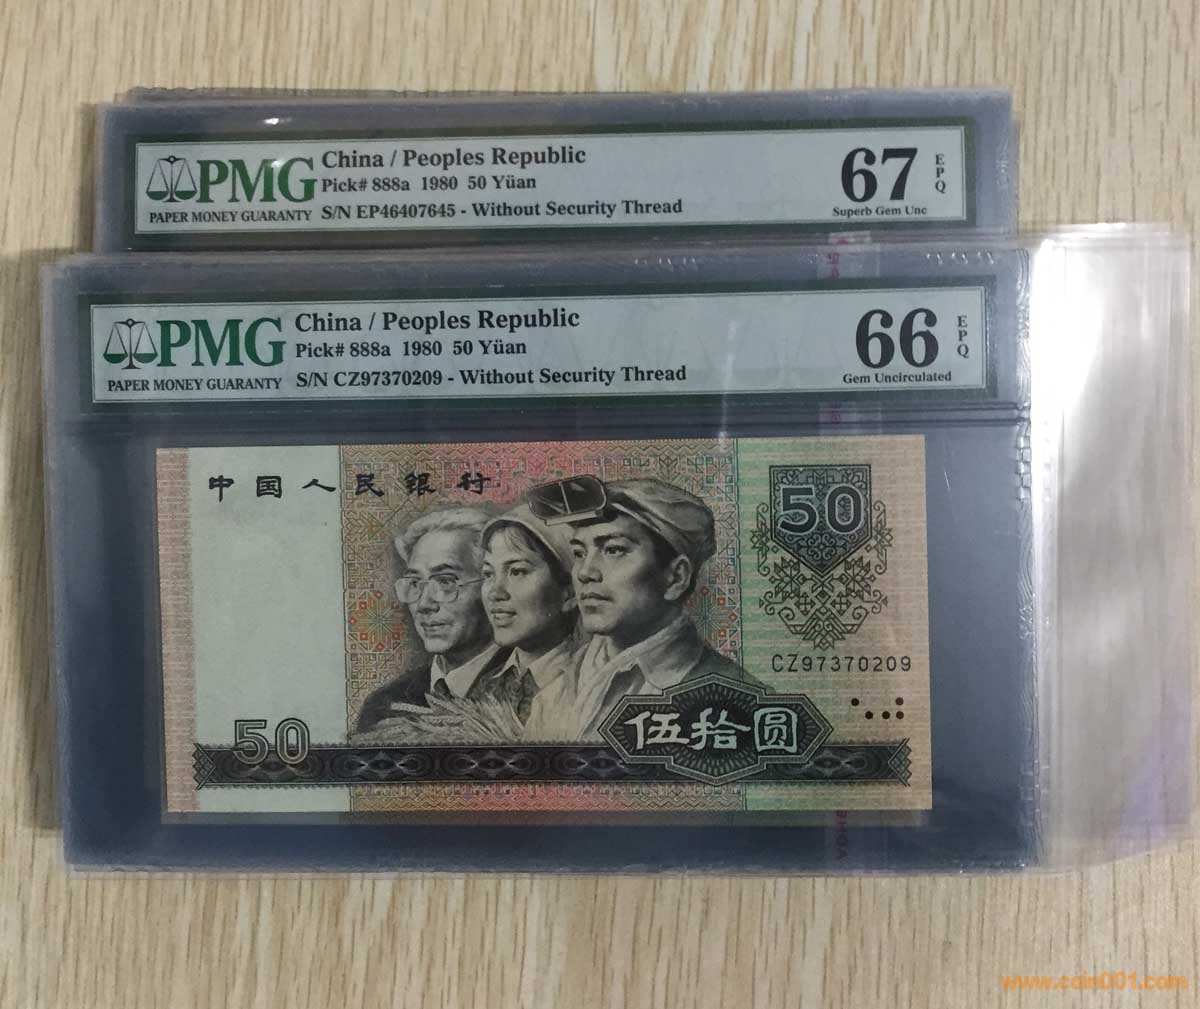 PMG
PAPER MONEY GUARANTY
China / Peoples Republic
Pick# 888a 1980 50 Yüan
S/N EP46407645 - Without Security Thread
67
EPQ
Superb Gem Unc
PMG
PAPER MONEY GUARANTY
China / Peoples Republic
Pick# 888a 1980 50 Yüan
S/N CZ97370209 - Without Security Thread
66
EPQ
Gem Uncirculated
中国人民银行
50
CZ97370209
50
伍拾圆
www.coin001.com